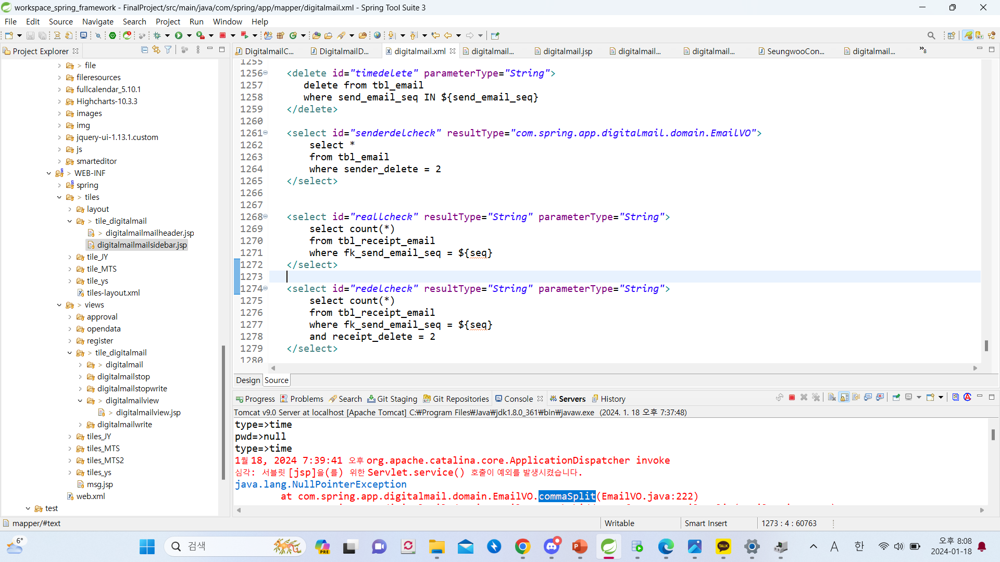 workspace_spring_framework - FinalProject/src/main/java/com/spring/app/mapper/digitalmail.xml - Spring Tool Suite 3
File Edit Source Navigate Search Project Run Window Help
Project Explorer
> file
fileresources
fullcalendar_5.10.1
Highcharts-10.3.3
images
img
jquery-ui-1.13.1.custom
js
smarteditor
> WEB-INF
spring
> tiles
layout
> tile_digitalmail
> digitalmailmailheader.jsp
digitalmailmailsidebar.jsp
tile_JY
tile_MTS
tile_ys
tiles-layout.xml
> views
approval
opendata
register
> tile_digitalmail
> digitalmail
digitalmailstop
digitalmailstopwrite
> digitalmailview
> digitalmailview.jsp
digitalmailwrite
tiles_JY
tiles_MTS
tiles_MTS2
tiles_ys
msg.jsp
web.xml
test
DigitalmailC... DigitalmailD... digitalmail.xml digitalmail... digitalmail.jsp digitalmail... digitalmail... SeungwooCon... digitalmail... »8
1255
1256 <delete id="timedelete" parameterType="String">
1257 delete from tbl_email
1258 where send_email_seq IN ${send_email_seq}
1259 </delete>
1260
1261 <select id="senderdelcheck" resultType="com.spring.app.digitalmail.domain.EmailVO">
1262 select *
1263 from tbl_email
1264 where sender_delete = 2
1265 </select>
1266
1267
1268 <select id="reallcheck" resultType="String" parameterType="String">
1269 select count(*)
1270 from tbl_receipt_email
1271 where fk_send_email_seq = ${seq}
1272 </select>
1273
1274 <select id="redelcheck" resultType="String" parameterType="String">
1275 select count(*)
1276 from tbl_receipt_email
1277 where fk_send_email_seq = ${seq}
1278 and receipt_delete = 2
1279 </select>
1280
Design Source
Progress Problems Search Git Staging Git Repositories Console Servers History
Tomcat v9.0 Server at localhost [Apache Tomcat] C:₩Program Files₩Java₩jdk1.8.0_361₩bin₩javaw.exe (2024. 1. 18 오후 7:37:48)
type=>time
pwd=>null
type=>time
1월 18, 2024 7:39:41 오후 org.apache.catalina.core.ApplicationDispatcher invoke
심각: 서블릿 [jsp]을(를) 위한 Servlet.service() 호출이 예외를 발생시켰습니다.
java.lang.NullPointerException
at com.spring.app.digitalmail.domain.EmailVO.commaSplit(EmailVO.java:222)
mapper/#text Writable Smart Insert 1273 : 4 : 60763
6°
검색
PRE
TALK
A 한
오후 8:08
2024-01-18